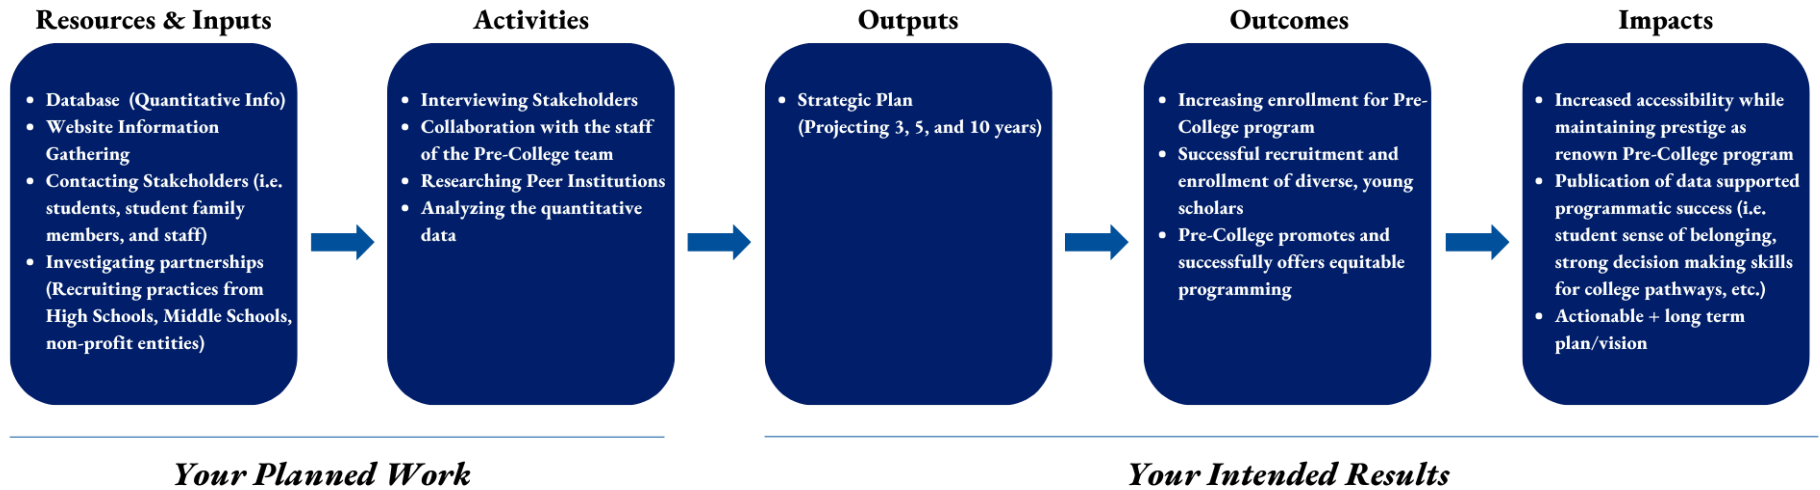 Resources & Inputs
• Database (Quantitative Info)
• Website Information
Gathering
• Contacting Stakeholders (i.e.
students, student family
members, and staff)
• Investigating partnerships
(Recruiting practices from
High Schools, Middle Schools,
non-profit entities)
Activities
• Interviewing Stakeholders
• Collaboration with the staff
of the Pre-College team
• Researching Peer Institutions
• Analyzing the quantitative
data
Outputs
• Strategic Plan
(Projecting 3, 5, and 10 years)
Outcomes
• Increasing enrollment for Pre-
College program
• Successful recruitment and
enrollment of diverse, young
scholars
• Pre-College promotes and
successfully offers equitable
programming
Impacts
• Increased accessibility while
maintaining prestige as
renown Pre-College program
• Publication of data supported
programmatic success (i.e.
student sense of belonging,
strong decision making skills
for college pathways, etc.)
• Actionable + long term
plan/vision
Your Planned Work
Your Intended Results